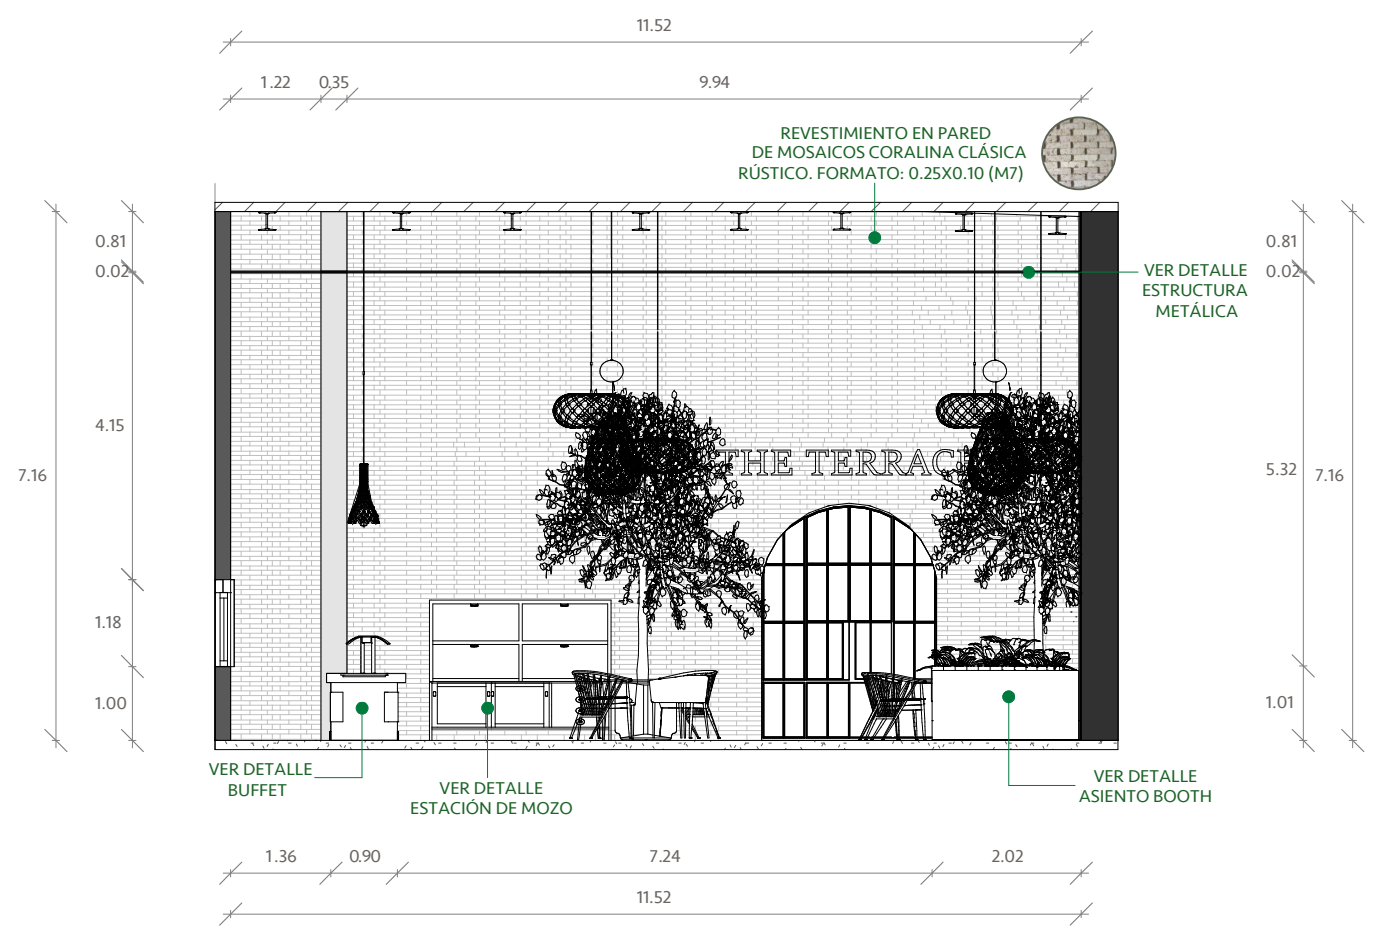 11.52
1.22 0.35 9.94
REVESTIMIENTO EN PARED
DE MOSAICOS CORALINA CLÁSICA
RÚSTICO. FORMATO: 0.25X0.10 (M7)
0.81
0.02
4.15
7.16
1.18
1.00
0.81
0.02
5.32
7.16
1.01
VER DETALLE
ESTRUCTURA
METÁLICA
THE TERRAC
VER DETALLE
BUFFET
VER DETALLE
ESTACIÓN DE MOZO
VER DETALLE
ASIENTO BOOTH
1.36 0.90 7.24 2.02
11.52